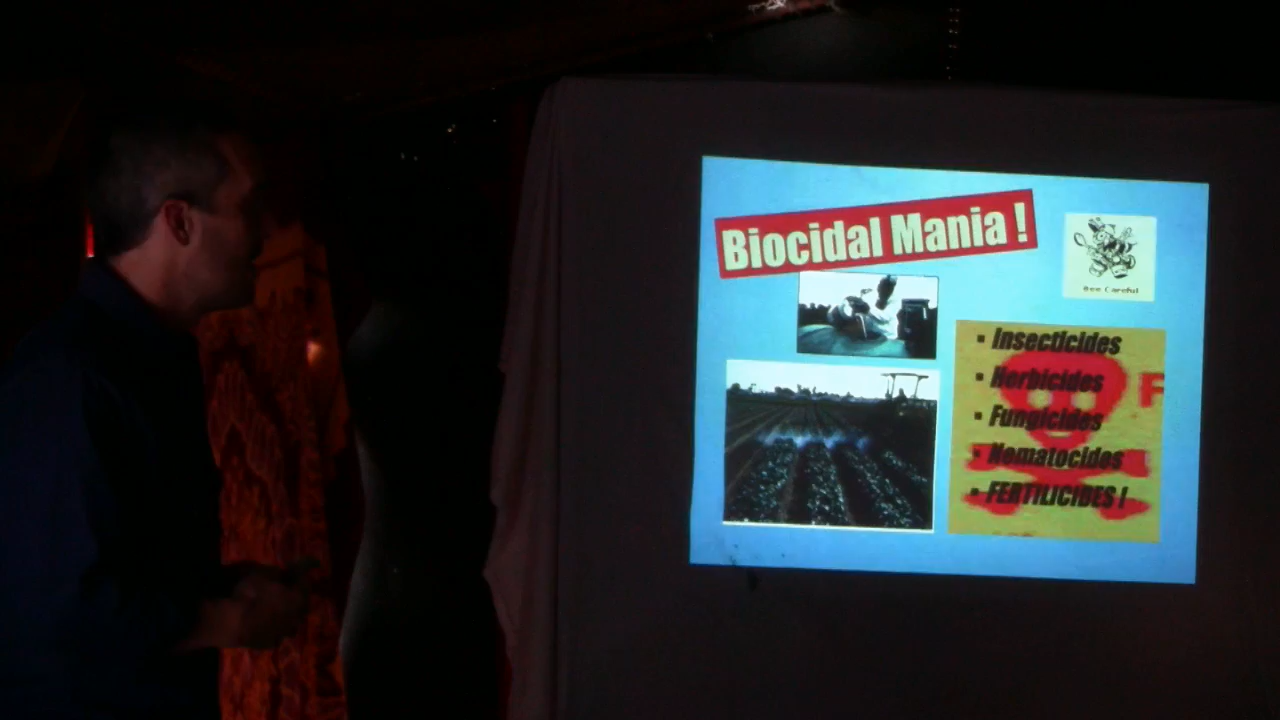 Biocidal Mania !
Bee Careful
• Insecticides
• Herbicides
F
• Fungicides
• Nematocides
• FERTILICIDES !